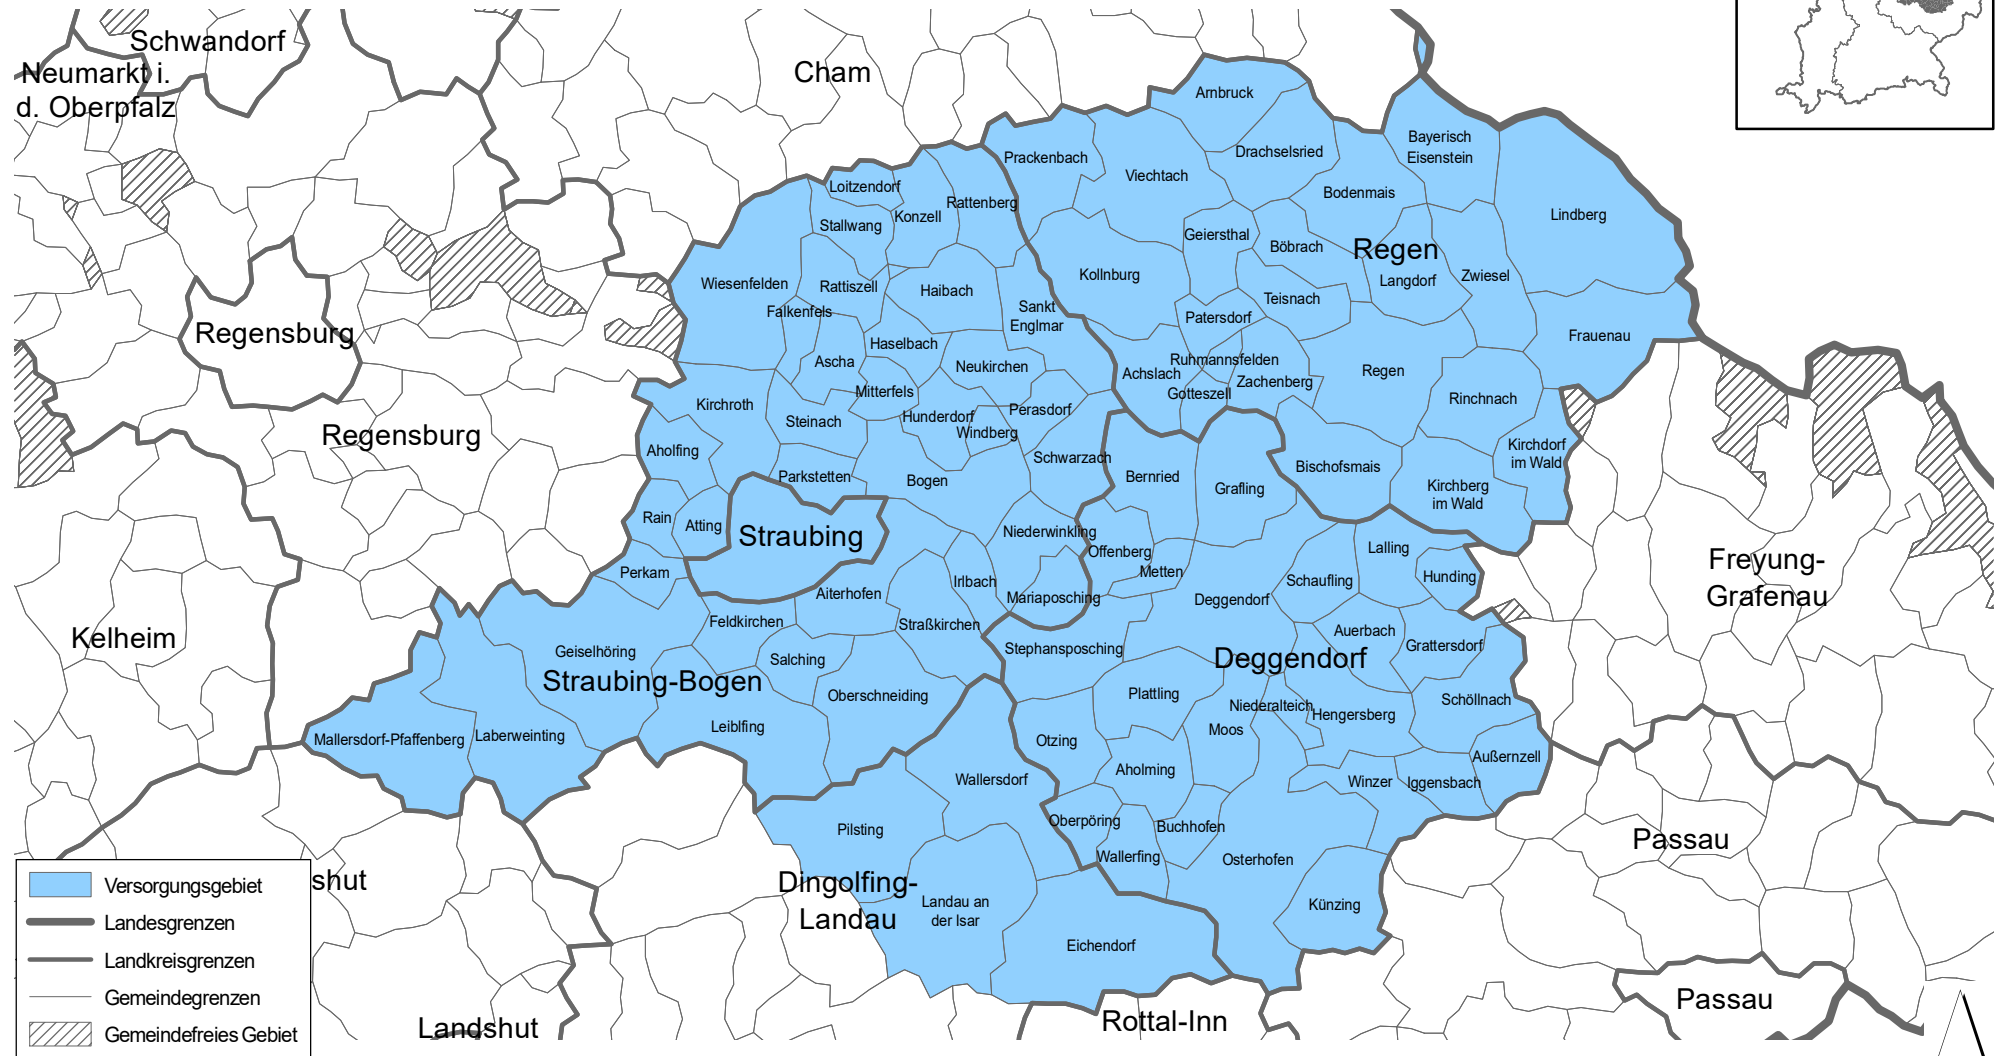 Schwandorf
Neumarkt i.
d. Oberpfalz
Cham
Arnbruck
Bayerisch
Eisenstein
Drachselsried
Prackenbach
Viechtach
Bodenmais
Loitzendorf
Rattenberg
Konzell
Stallwang
Lindberg
Geiersthal
Böbrach
Regen
Kollnburg
Langdorf
Zwiesel
Wiesenfelden
Rattiszell
Haibach
Falkenfels
Sankt
Englmar
Teisnach
Patersdorf
Regensburg
Haselbach
Frauenau
Ascha
Neukirchen
Ruhmannsfelden
Achslach
Zachenberg
Regen
Gotteszell
Mitterfels
Rinchnach
Kirchroth
Perasdorf
Steinach
Hunderdorf
Windberg
Regensburg
Aholfing
Schwarzach
Kirchdorf
im Wald
Bischofsmais
Parkstetten
Bogen
Bernried
Grafling
Kirchberg
im Wald
Rain
Atting
Straubing
Niederwinkling
Offenberg
Lalling
Metten
Perkam
Irlbach
Schaufling
Hunding
Freyung-
Grafenau
Aiterhofen
Mariaposching
Deggendorf
Feldkirchen
Straßkirchen
Auerbach
Kelheim
Geiselhöring
Salching
Stephansposching
Grattersdorf
Deggendorf
Straubing-Bogen
Oberschneiding
Plattling
Schöllnach
Niederalteich
Hengersberg
Leiblfing
Moos
Mallersdorf-Pfaffenberg
Laberweinting
Otzing
Außernzell
Aholming
Wallersdorf
Winzer
Iggensbach
Pilsting
Oberpöring
Buchhofen
Passau
Wallerfing
Osterhofen
shut
Dingolfing-
Landau
Landau an
der Isar
Künzing
Eichendorf
Passau
Rottal-Inn
Landshut
Versorgungsgebiet
Landesgrenzen
Landkreisgrenzen
Gemeindegrenzen
Gemeindefreies Gebiet